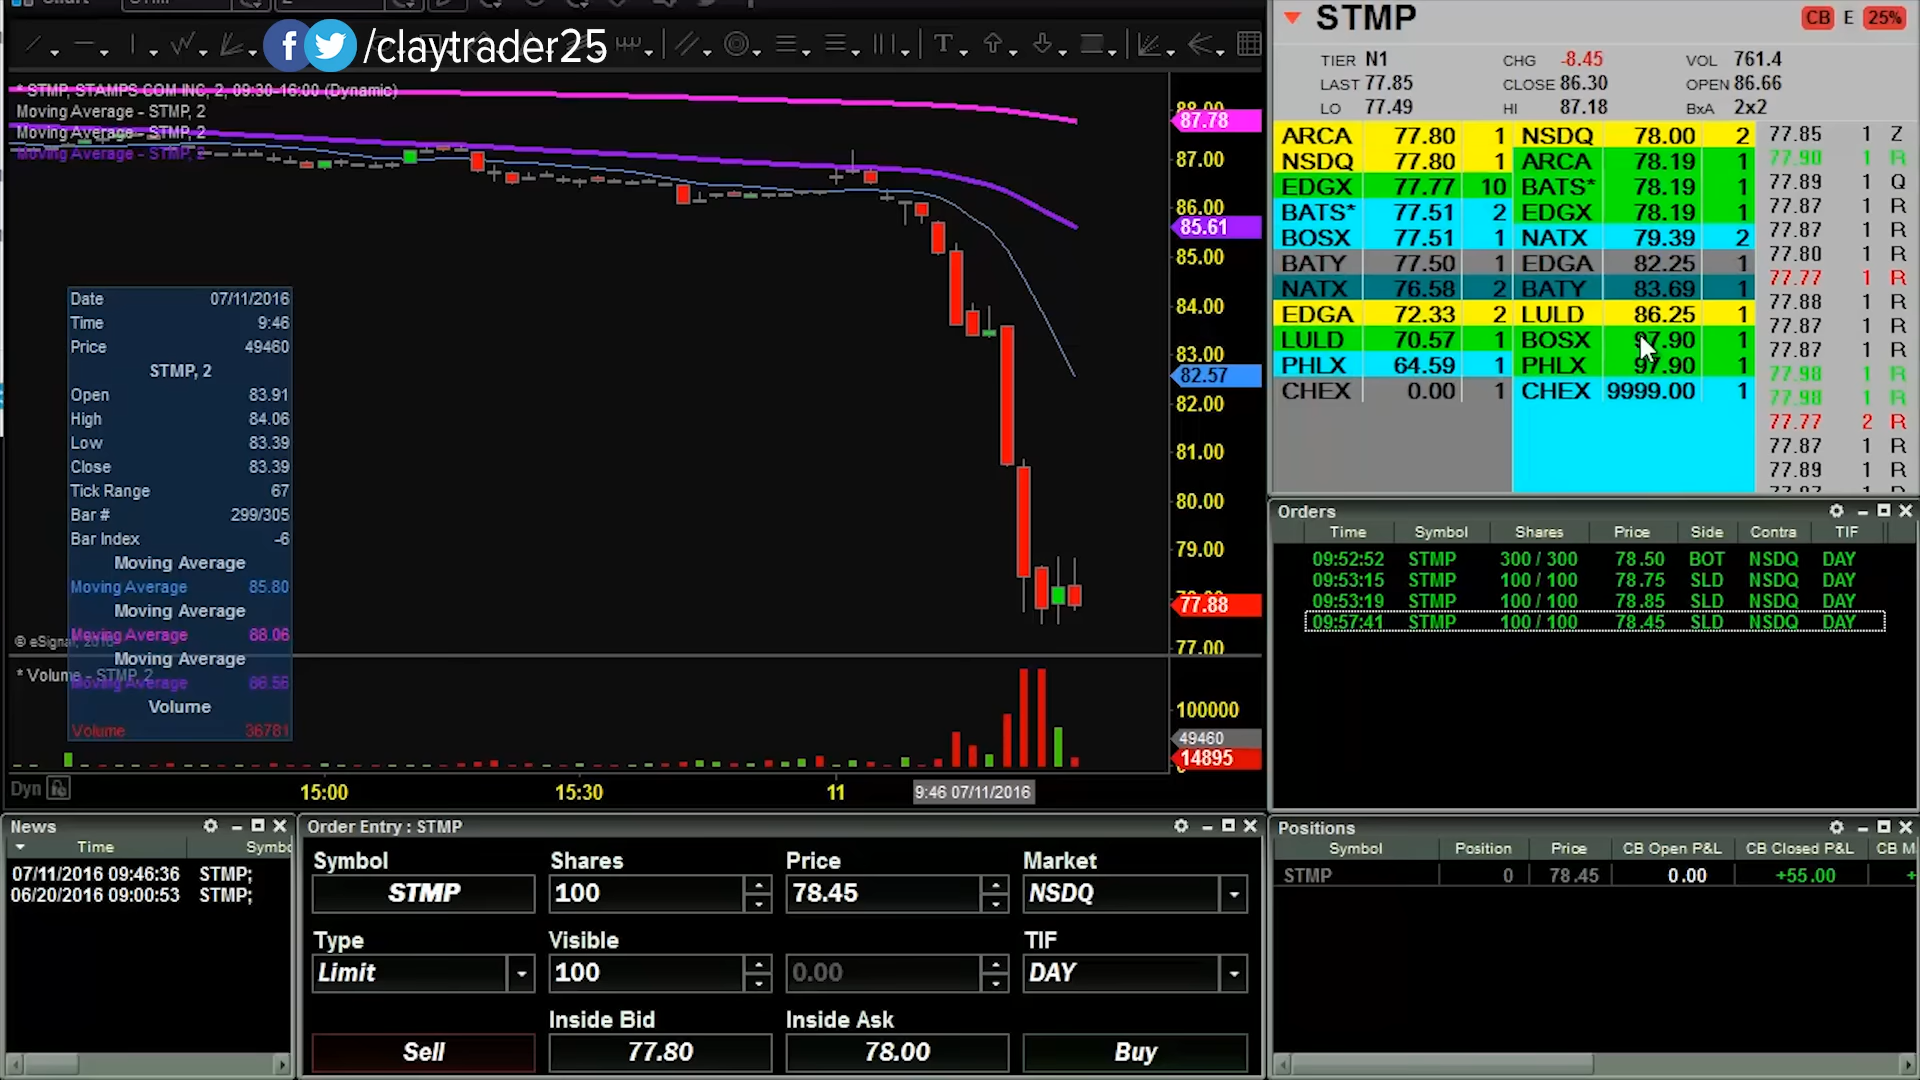 /claytrader25
* STMP, STAMPS COM INC, 2, 09:30-16:00 (Dynamic)
Moving Average - STMP, 2
Moving Average - STMP, 2
Moving Average - STMP, 2
88.00
87.78
87.00
86.00
85.61
85.00
84.00
83.00
82.57
82.00
81.00
80.00
79.00
77.88
77.00
Date 07/11/2016
Time 9:46
Price 49460
STMP, 2
Open 83.91
High 84.06
Low 83.39
Close 83.39
Tick Range 67
Bar # 299/305
Bar Index -6
Moving Average
Moving Average 85.80
Moving Average
Moving Average 88.06
Moving Average
Moving Average 86.56
Volume
Volume 36781
© eSignal, 2016
* Volume - STMP, 2
100000
49460
14895
Dyn
15:00 15:30 11 9:46 07/11/2016
STMP CB E 25%
TIER N1 CHG -8.45 VOL 761.4
LAST 77.85 CLOSE 86.30 OPEN 86.66
LO 77.49 HI 87.18 BxA 2x2
ARCA 77.80 1 NSDQ 78.00 2
NSDQ 77.80 1 ARCA 78.19 1
EDGX 77.77 10 BATS* 78.19 1
BATS* 77.51 2 EDGX 78.19 1
BOSX 77.51 1 NATX 79.39 2
BATY 77.50 1 EDGA 82.25 1
NATX 76.58 2 BATY 83.69 1
EDGA 72.33 2 LULD 86.25 1
LULD 70.57 1 BOSX 97.90 1
PHLX 64.59 1 PHLX 97.90 1
CHEX 0.00 1 CHEX 9999.00 1
77.85 1 Z
77.90 1 R
77.89 1 Q
77.87 1 R
77.87 1 R
77.80 1 R
77.77 1 R
77.88 1 R
77.87 1 R
77.87 1 R
77.98 1 R
77.98 1 R
77.77 2 R
77.87 1 R
77.89 1 R
Orders
Time Symbol Shares Price Side Contra TIF
09:52:52 STMP 300 / 300 78.50 BOT NSDQ DAY
09:53:15 STMP 100 / 100 78.75 SLD NSDQ DAY
09:53:19 STMP 100 / 100 78.85 SLD NSDQ DAY
09:57:41 STMP 100 / 100 78.45 SLD NSDQ DAY
News
Time Symbo
07/11/2016 09:46:36 STMP;
06/20/2016 09:00:53 STMP;
Order Entry : STMP
Symbol Shares Price Market
STMP 100 78.45 NSDQ
Type Visible TIF
Limit 100 0.00 DAY
Inside Bid Inside Ask
Sell 77.80 78.00 Buy
Positions
Symbol Position Price CB Open P&L CB Closed P&L CB M
STMP 0 78.45 0.00 +55.00 +